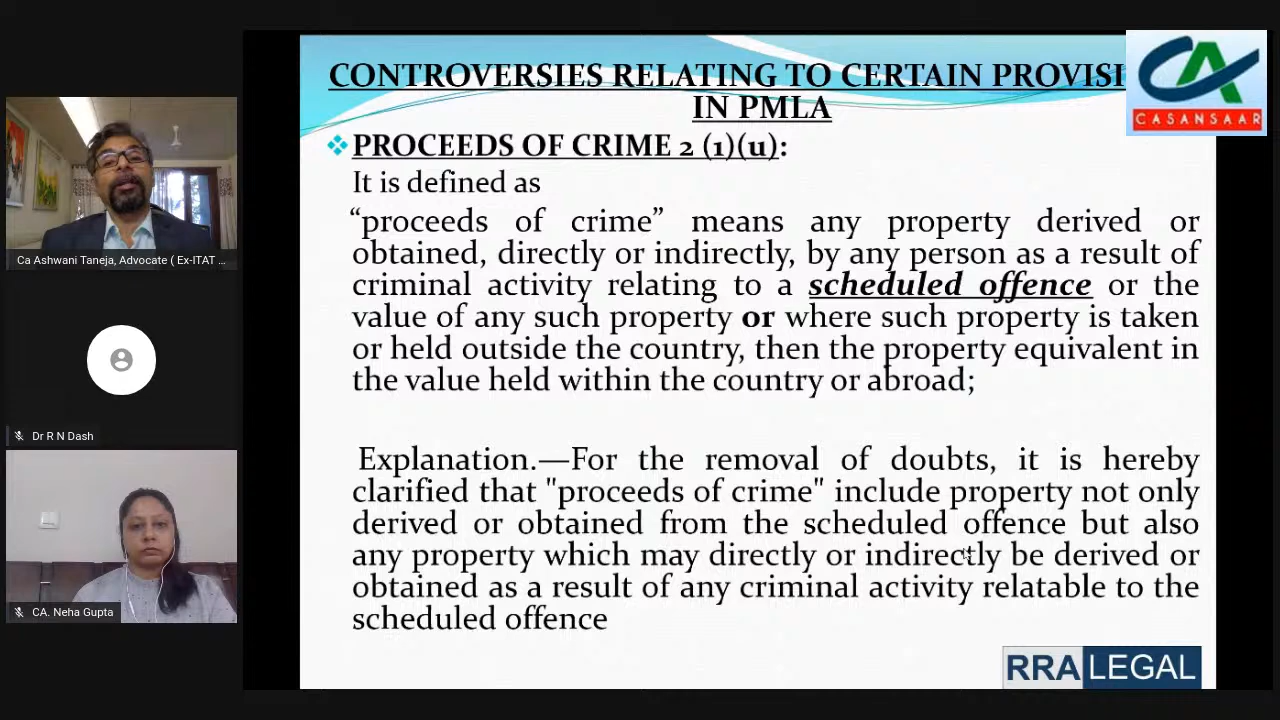 CONTROVERSIES RELATING TO CERTAIN PROVISI
IN PMLA
CA
CASANSAAR
❖ PROCEEDS OF CRIME 2 (1)(u):
It is defined as
“proceeds of crime” means any property derived or
obtained, directly or indirectly, by any person as a result of
criminal activity relating to a scheduled offence or the
value of any such property or where such property is taken
or held outside the country, then the property equivalent in
the value held within the country or abroad;
Explanation.—For the removal of doubts, it is hereby
clarified that "proceeds of crime" include property not only
derived or obtained from the scheduled offence but also
any property which may directly or indirectly be derived or
obtained as a result of any criminal activity relatable to the
scheduled offence
RRA LEGAL
Ca Ashwani Taneja, Advocate ( Ex-ITAT ...
Dr R N Dash
CA. Neha Gupta